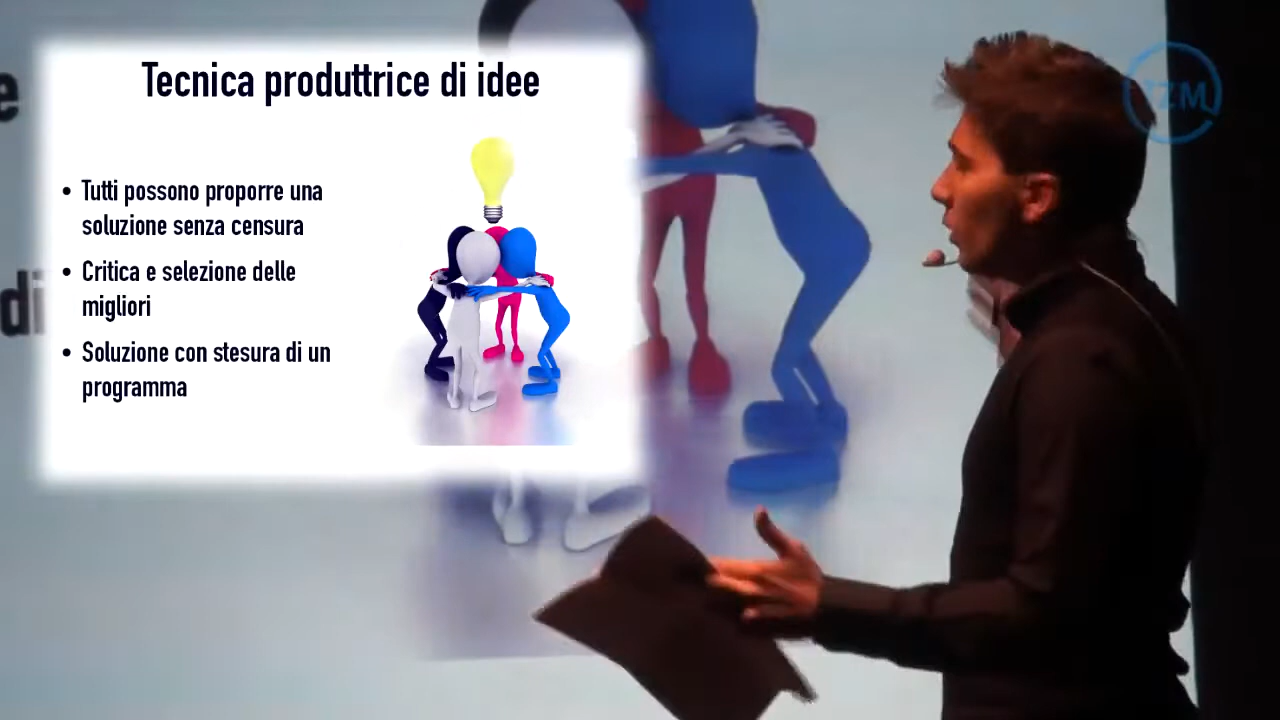 Tecnica produttrice di idee
• Tutti possono proporre una
soluzione senza censura
• Critica e selezione delle
migliori
• Soluzione con stesura di un
programma
e
di
TZM